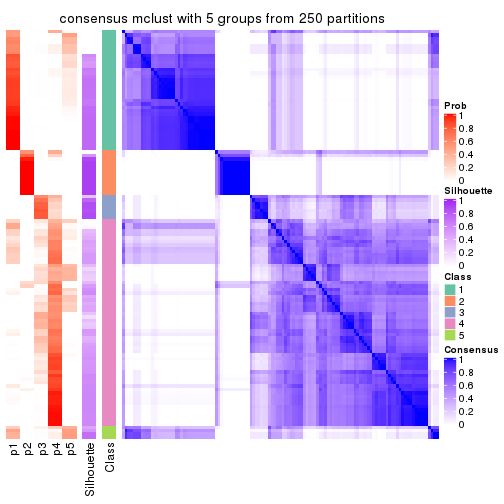 consensus mclust with 5 groups from 250 partitions
Prob
1
0.8
0.6
0.4
0.2
0
Silhouette
1
0.8
0.6
0.4
0.2
0
Class
1
2
3
4
5
Consensus
1
0.8
0.6
0.4
0.2
0
p1
p2
p3
p4
p5
Silhouette
Class